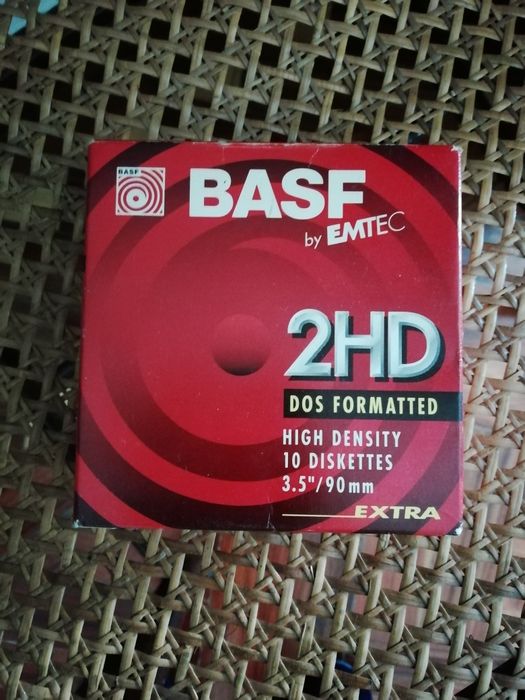 BASF
BASF
by EMTEC
2HD
DOS FORMATTED
HIGH DENSITY
10 DISKETTES
3.5"/90mm
EXTRA